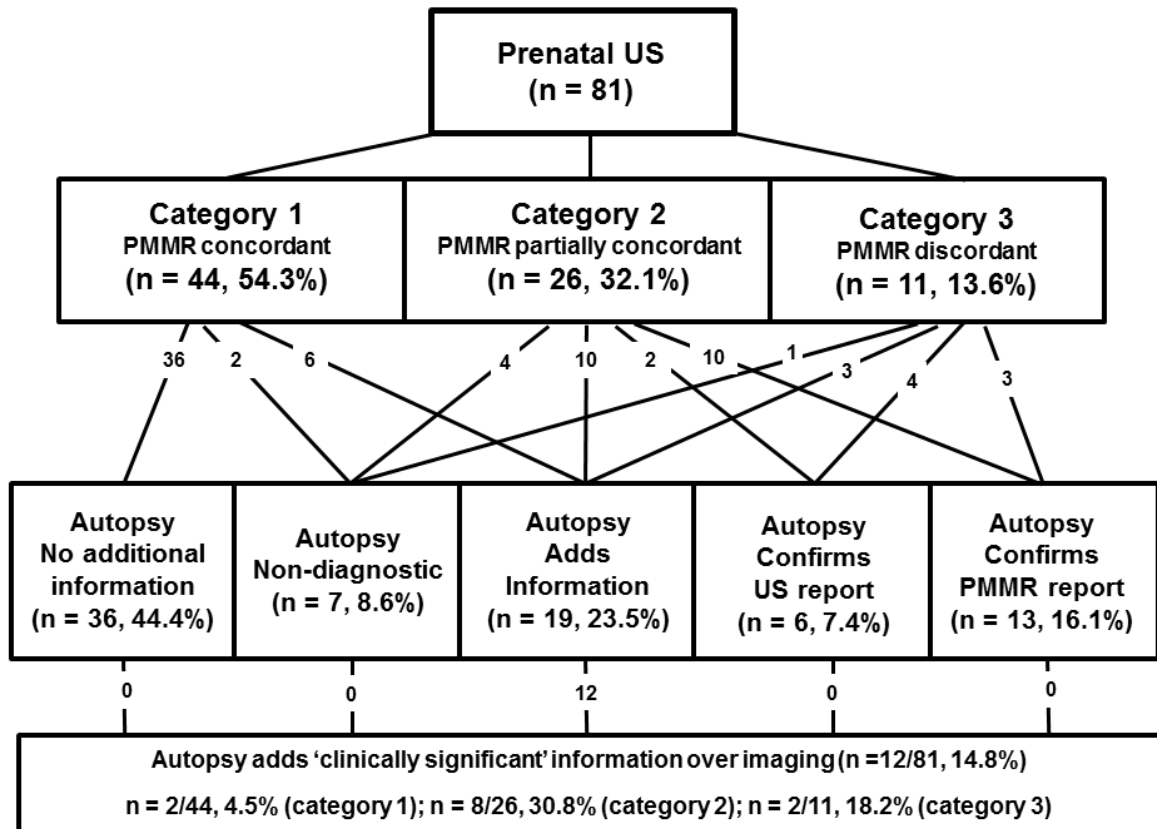 Prenatal US
(n = 81)
Category 1
PMMR concordant
(n = 44, 54.3%)
Category 2
PMMR partially concordant
(n = 26, 32.1%)
Category 3
PMMR discordant
(n = 11, 13.6%)
36
2
6
4
10
2
10
1
3
4
3
Autopsy
No additional
information
(n = 36, 44.4%)
Autopsy
Non-diagnostic
(n = 7, 8.6%)
Autopsy
Adds
Information
(n = 19, 23.5%)
Autopsy
Confirms
US report
(n = 6, 7.4%)
Autopsy
Confirms
PMMR report
(n = 13, 16.1%)
0
0
12
0
0
Autopsy adds ‘clinically significant’ information over imaging (n =12/81, 14.8%)
n = 2/44, 4.5% (category 1); n = 8/26, 30.8% (category 2); n = 2/11, 18.2% (category 3)